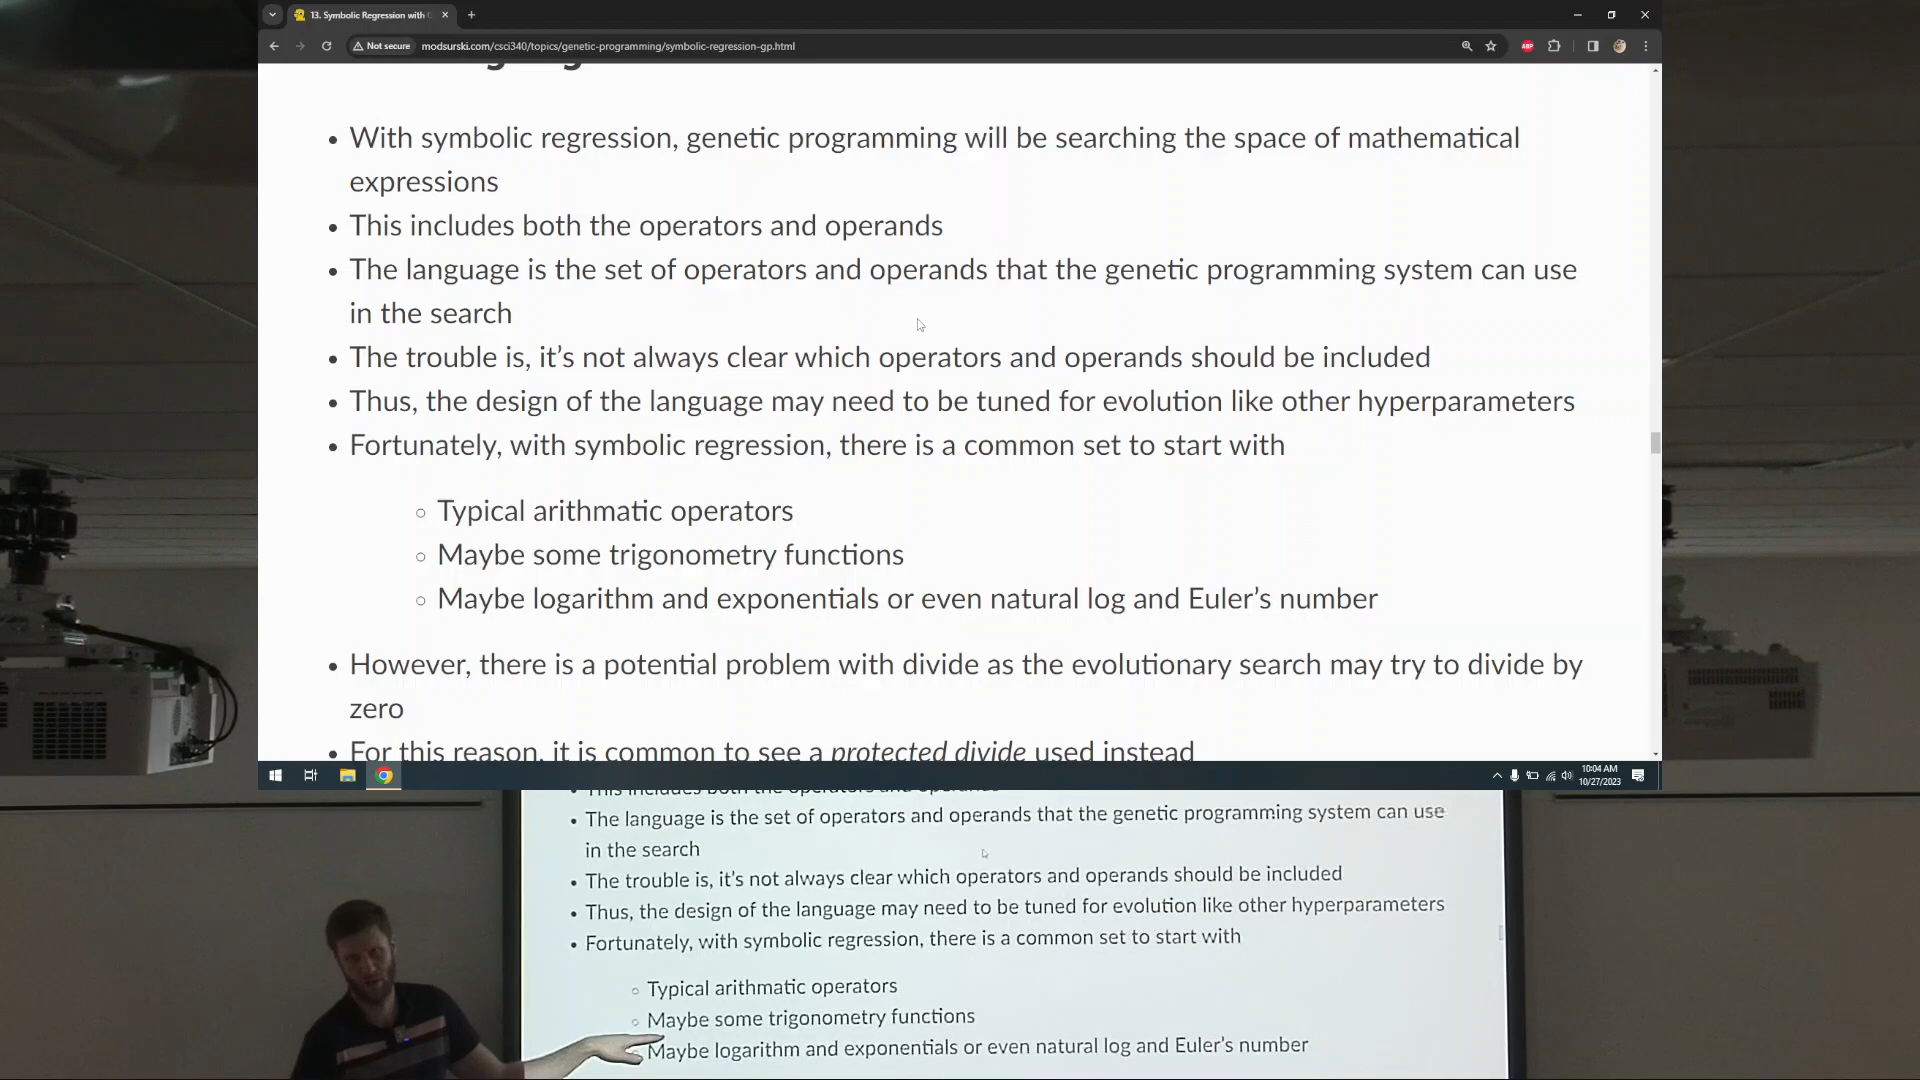 13. Symbolic Regression with
Not secure
modsurski.com/csci340/topics/genetic-programming/symbolic-regression-gp.html
ABP
• With symbolic regression, genetic programming will be searching the space of mathematical
expressions
• This includes both the operators and operands
• The language is the set of operators and operands that the genetic programming system can use
in the search
• The trouble is, it’s not always clear which operators and operands should be included
• Thus, the design of the language may need to be tuned for evolution like other hyperparameters
• Fortunately, with symbolic regression, there is a common set to start with
○ Typical arithmatic operators
○ Maybe some trigonometry functions
○ Maybe logarithm and exponentials or even natural log and Euler’s number
• However, there is a potential problem with divide as the evolutionary search may try to divide by
zero
• For this reason, it is common to see a protected divide used instead
10:04 AM
10/27/2023
• This includes both the operators and operands
• The language is the set of operators and operands that the genetic programming system can use
in the search
• The trouble is, it’s not always clear which operators and operands should be included
• Thus, the design of the language may need to be tuned for evolution like other hyperparameters
• Fortunately, with symbolic regression, there is a common set to start with
○ Typical arithmatic operators
○ Maybe some trigonometry functions
○ Maybe logarithm and exponentials or even natural log and Euler’s number